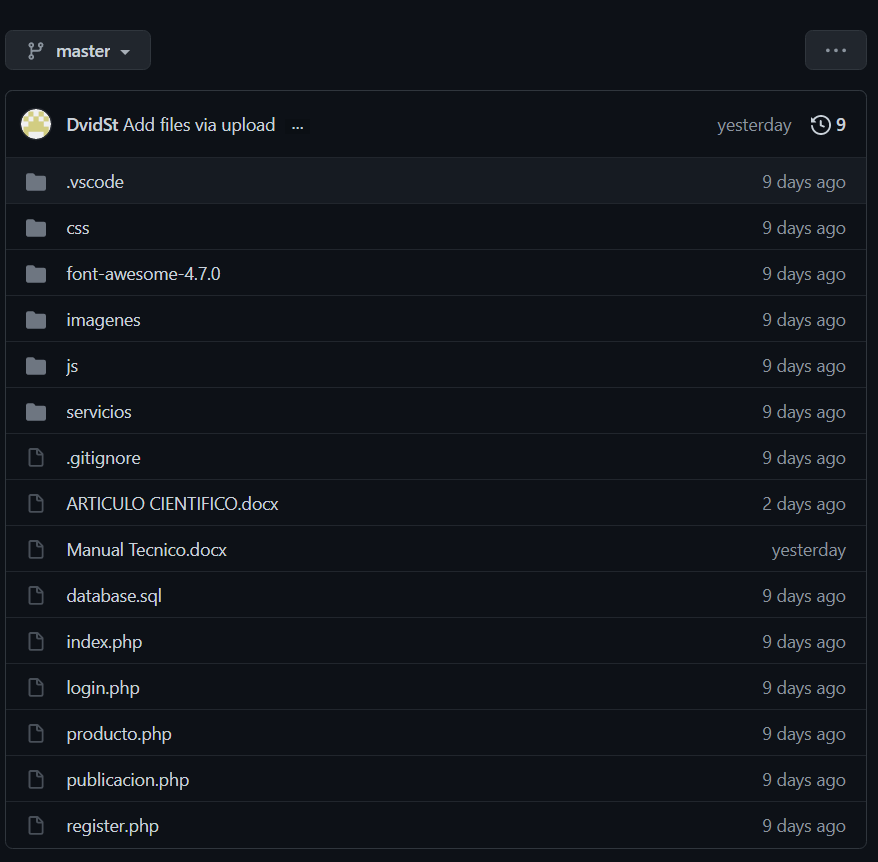 master
...
DvidSt Add files via upload ... yesterday 9
.vscode 9 days ago
css 9 days ago
font-awesome-4.7.0 9 days ago
imagenes 9 days ago
js 9 days ago
servicios 9 days ago
.gitignore 9 days ago
ARTICULO CIENTIFICO.docx 2 days ago
Manual Tecnico.docx yesterday
database.sql 9 days ago
index.php 9 days ago
login.php 9 days ago
producto.php 9 days ago
publicacion.php 9 days ago
register.php 9 days ago